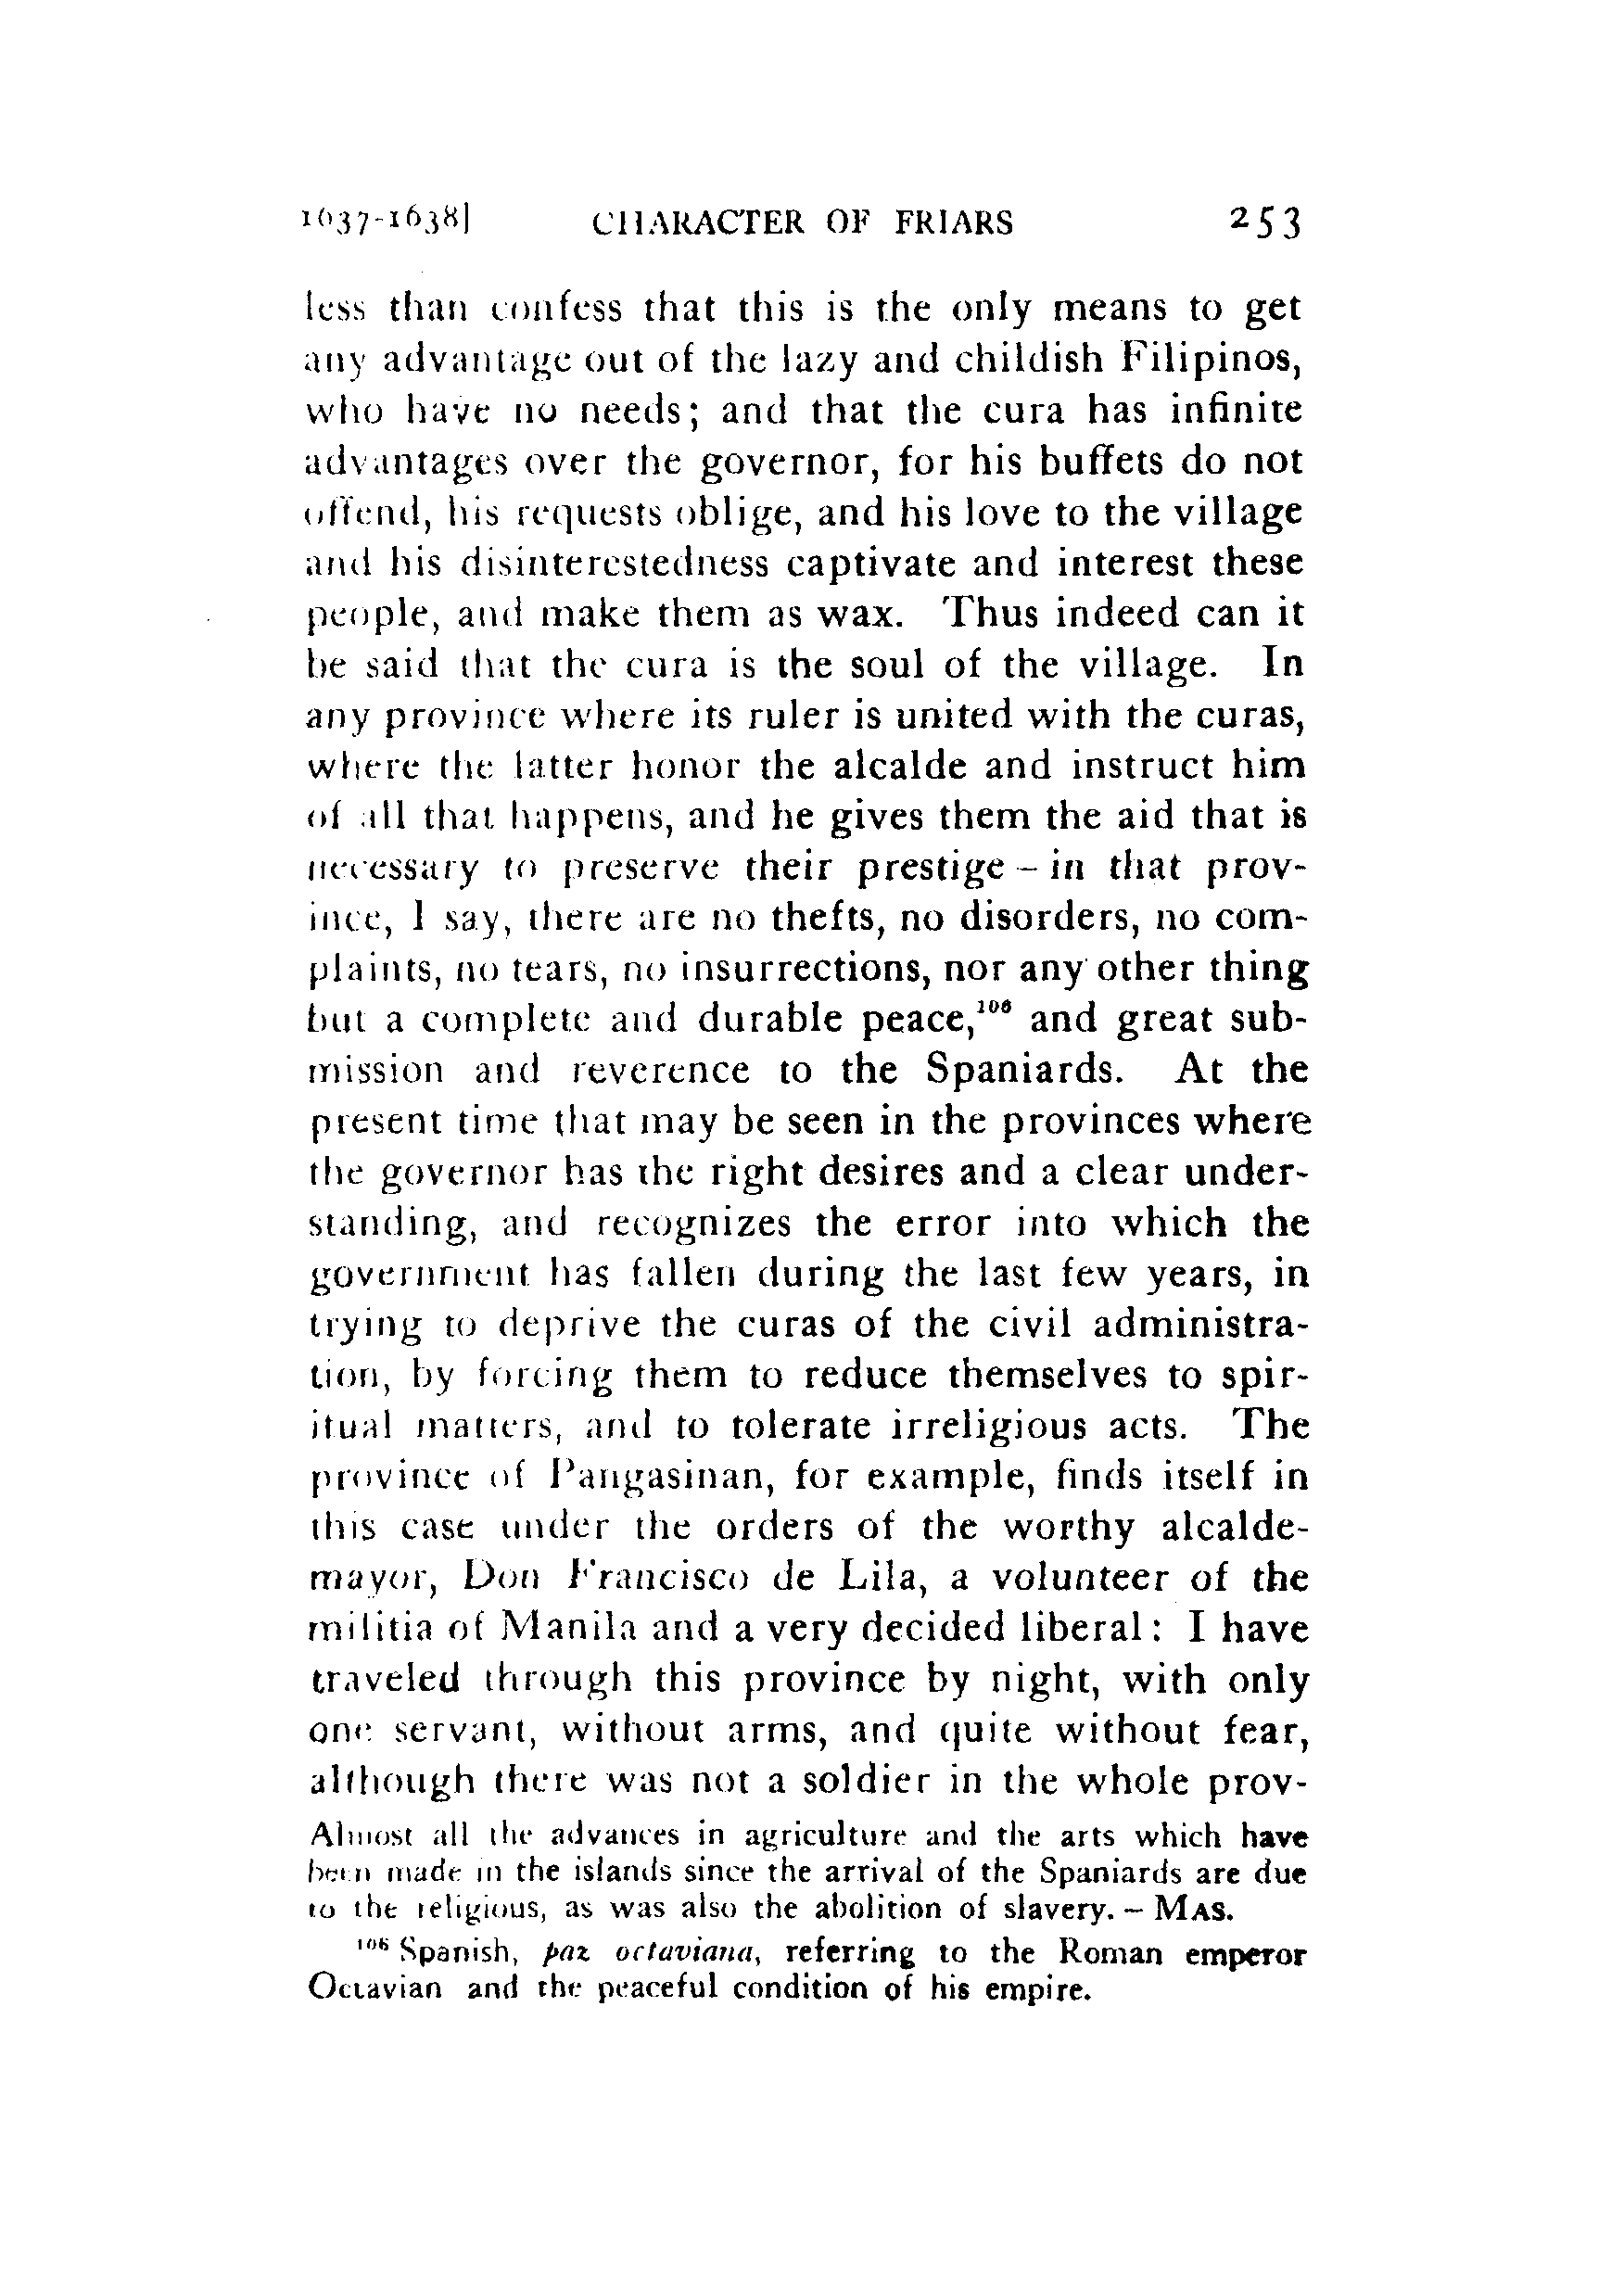 1637-1638] CHARACTER OF FRIARS 253
less than confess that this is the only means to get
any advantage out of the lazy and childish Filipinos,
who have no needs; and that the cura has infinite
advantages over the governor, for his buffets do not
offend, his requests oblige, and his love to the village
and his disinterestedness captivate and interest these
people, and make them as wax. Thus indeed can it
be said that the cura is the soul of the village. In
any province where its ruler is united with the curas,
where the latter honor the alcalde and instruct him
of all that happens, and he gives them the aid that is
necessary to preserve their prestige – in that prov-
ince, I say, there are no thefts, no disorders, no com-
plaints, no tears, no insurrections, nor any other thing
but a complete and durable peace,¹⁰⁶ and great sub-
mission and reverence to the Spaniards. At the
present time that may be seen in the provinces where
the governor has the right desires and a clear under-
standing, and recognizes the error into which the
government has fallen during the last few years, in
trying to deprive the curas of the civil administra-
tion, by forcing them to reduce themselves to spir-
itual matters, and to tolerate irreligious acts. The
province of Pangasinan, for example, finds itself in
this case under the orders of the worthy alcalde-
mayor, Don Francisco de Lila, a volunteer of the
militia of Manila and a very decided liberal: I have
traveled through this province by night, with only
one servant, without arms, and quite without fear,
although there was not a soldier in the whole prov-
Almost all the advances in agriculture and the arts which have
been made in the islands since the arrival of the Spaniards are due
to the religious, as was also the abolition of slavery. – MAS.
¹⁰⁶ Spanish, paz octaviana, referring to the Roman emperor
Octavian and the peaceful condition of his empire.